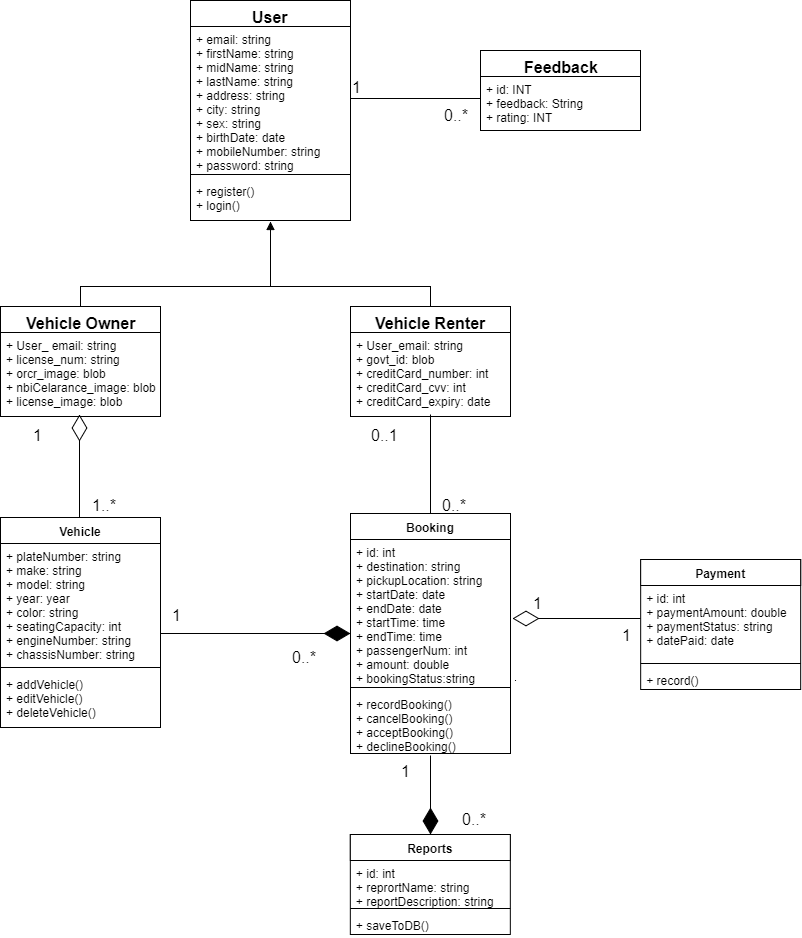 User
+ email: string
+ firstName: string
+ midName: string
+ lastName: string
+ address: string
+ city: string
+ sex: string
+ birthDate: date
+ mobileNumber: string
+ password: string
+ register()
+ login()
1
0..*
Feedback
+ id: INT
+ feedback: String
+ rating: INT
Vehicle Owner
+ User_ email: string
+ license_num: string
+ orcr_image: blob
+ nbiCelarance_image: blob
+ license_image: blob
Vehicle Renter
+ User_email: string
+ govt_id: blob
+ creditCard_number: int
+ creditCard_cvv: int
+ creditCard_expiry: date
1
1..*
0..1
0..*
Vehicle
+ plateNumber: string
+ make: string
+ model: string
+ year: year
+ color: string
+ seatingCapacity: int
+ engineNumber: string
+ chassisNumber: string
+ addVehicle()
+ editVehicle()
+ deleteVehicle()
1
0..*
Booking
+ id: int
+ destination: string
+ pickupLocation: string
+ startDate: date
+ endDate: date
+ startTime: time
+ endTime: time
+ passengerNum: int
+ amount: double
+ bookingStatus:string
+ recordBooking()
+ cancelBooking()
+ acceptBooking()
+ declineBooking()
1
1
Payment
+ id: int
+ paymentAmount: double
+ paymentStatus: string
+ datePaid: date
+ record()
1
0..*
Reports
+ id: int
+ reprortName: string
+ reportDescription: string
+ saveToDB()